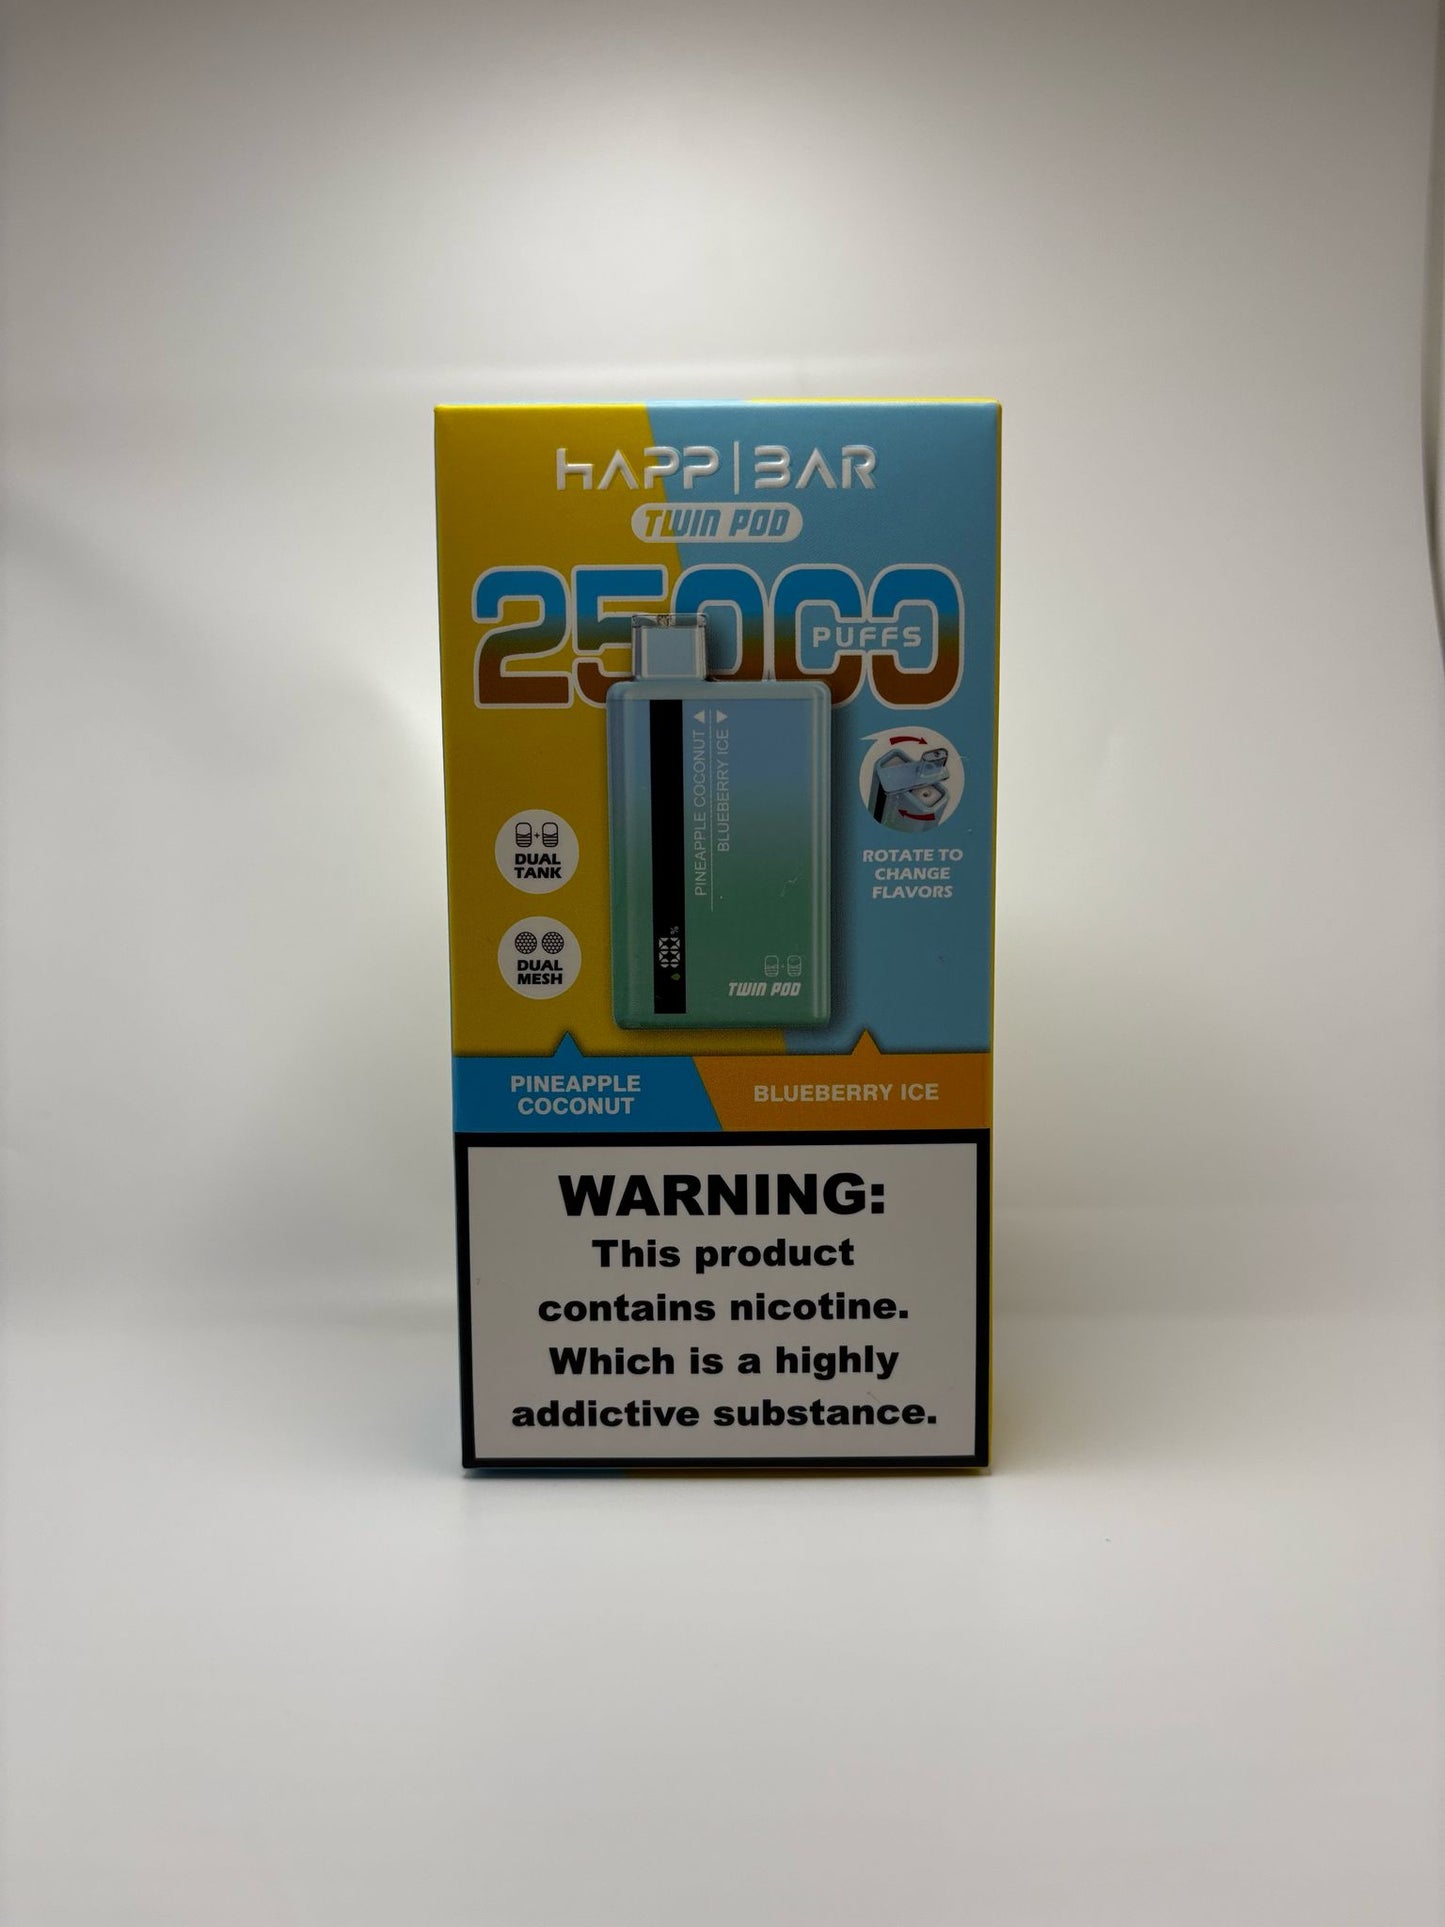 HAPP|BAR
TWIN POD
25000
PUFFS
PINEAPPLE COCONUT ▲
BLUEBERRY ICE ▼
DUAL
TANK
DUAL
MESH
ROTATE TO
CHANGE
FLAVORS
88%
TWIN POD
PINEAPPLE
COCONUT
BLUEBERRY ICE
WARNING:
This product
contains nicotine.
Which is a highly
addictive substance.